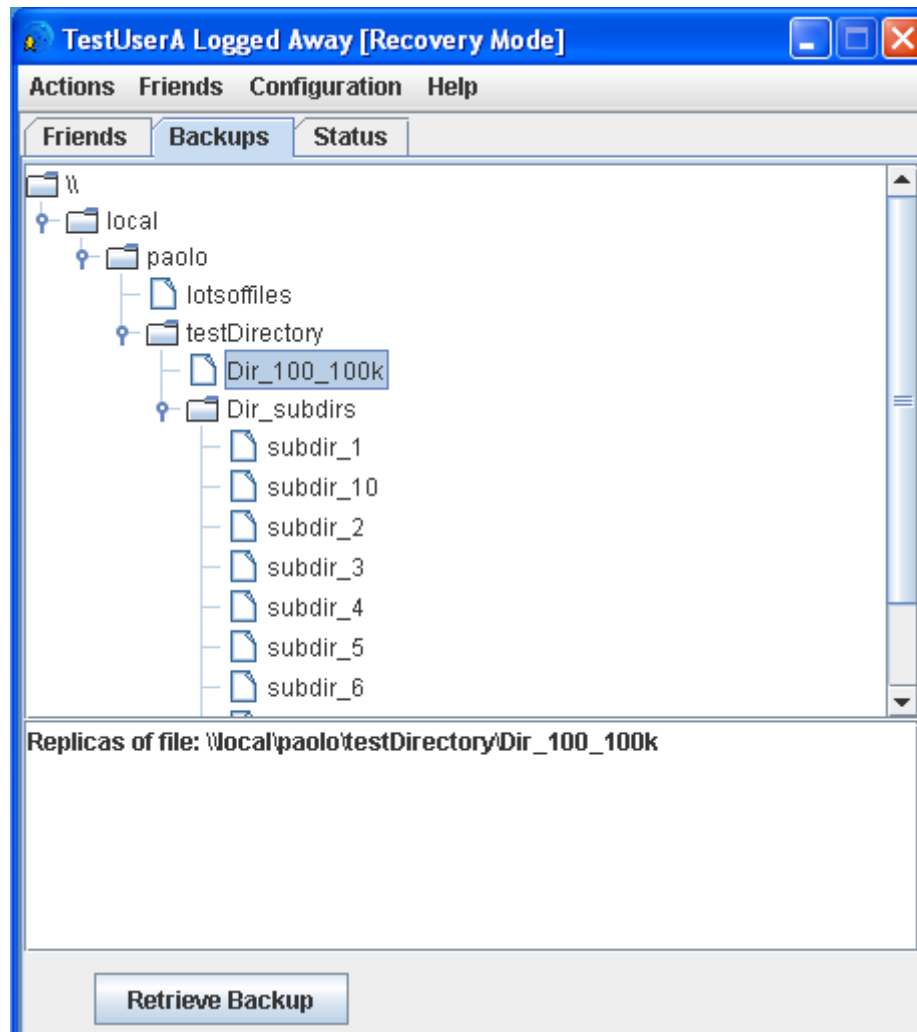 TestUserA Logged Away [Recovery Mode]
Actions Friends Configuration Help
Friends Backups Status
\\
local
paolo
lotsoffiles
testDirectory
Dir_100_100k
Dir_subdirs
subdir_1
subdir_10
subdir_2
subdir_3
subdir_4
subdir_5
subdir_6
Replicas of file: \\local\paolo\testDirectory\Dir_100_100k
Retrieve Backup